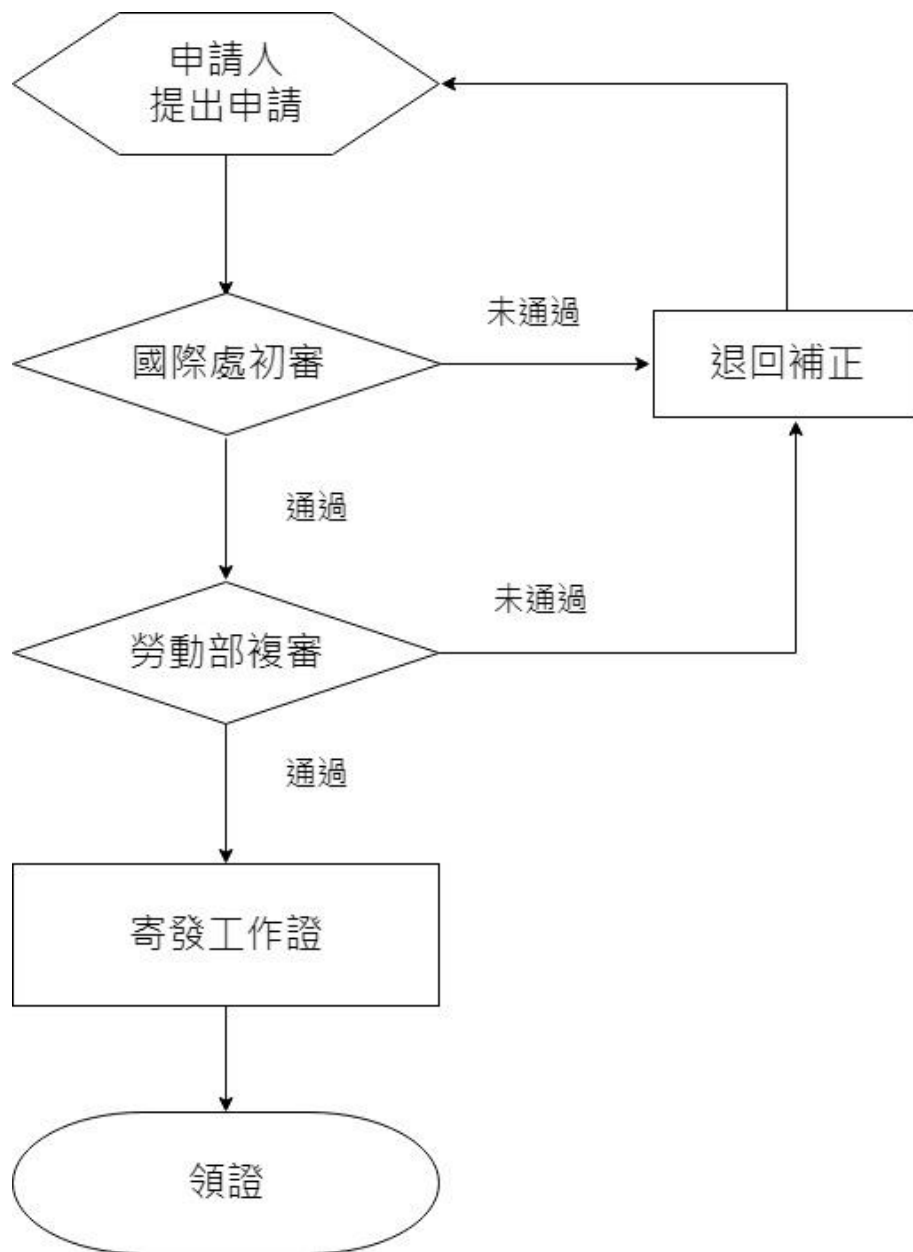 申請人
提出申請
未通過
國際處初審
退回補正
通過
未通過
勞動部複審
通過
寄發工作證
領證